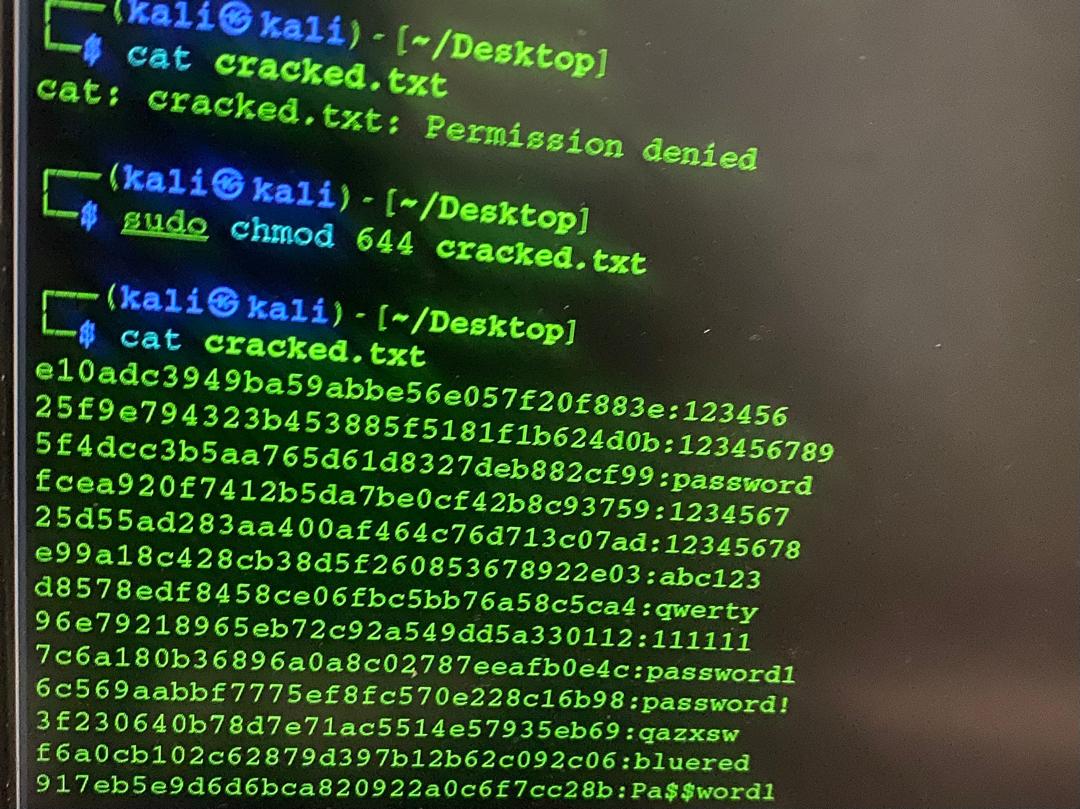 (kali㉿kali)-[~/Desktop]
$ cat cracked.txt
cat: cracked.txt: Permission denied
(kali㉿kali)-[~/Desktop]
$ sudo chmod 644 cracked.txt
(kali㉿kali)-[~/Desktop]
$ cat cracked.txt
e10adc3949ba59abbe56e057f20f883e:123456
25f9e794323b453885f5181f1b624d0b:123456789
5f4dcc3b5aa765d61d8327deb882cf99:password
fcea920f7412b5da7be0cf42b8c93759:1234567
25d55ad283aa400af464c76d713c07ad:12345678
e99a18c428cb38d5f260853678922e03:abc123
d8578edf8458ce06fbc5bb76a58c5ca4:qwerty
96e79218965eb72c92a549dd5a330112:111111
7c6a180b36896a0a8c02787eeafb0e4c:password1
6c569aabbf7775ef8fc570e228c16b98:password!
3f230640b78d7e71ac5514e57935eb69:qazxsw
f6a0cb102c62879d397b12b62c092c06:bluered
917eb5e9d6d6bca820922a0c6f7cc28b:Pa$$word1